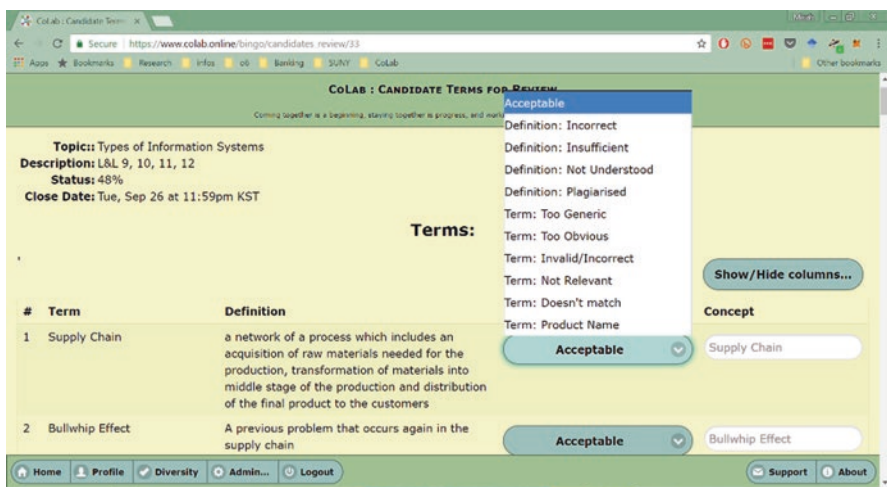 CoLab : Candidate Terms
Secure https://www.colab.online/bingo/candidates_review/33
Apps Bookmarks Research Infos Banking SUNY CoLab Other bookmarks
CoLab : Candidate Terms for Review
Coming together is a beginning, staying together is progress, and
Acceptable
Definition: Incorrect
Definition: Insufficient
Definition: Not Understood
Definition: Plagiarised
Term: Too Generic
Term: Too Obvious
Term: Invalid/Incorrect
Term: Not Relevant
Term: Doesn't match
Term: Product Name
Topic:: Types of Information Systems
Description: L&L 9, 10, 11, 12
Status: 48%
Close Date: Tue, Sep 26 at 11:59pm KST
Terms:
Show/Hide columns...
# Term Definition Concept
1 Supply Chain a network of a process which includes an Acceptable Supply Chain
acquisition of raw materials needed for the
production, transformation of materials into
middle stage of the production and distribution
of the final product to the customers
2 Bullwhip Effect A previous problem that occurs again in the Acceptable Bullwhip Effect
supply chain
Home Profile Diversity Admin... Logout Support About